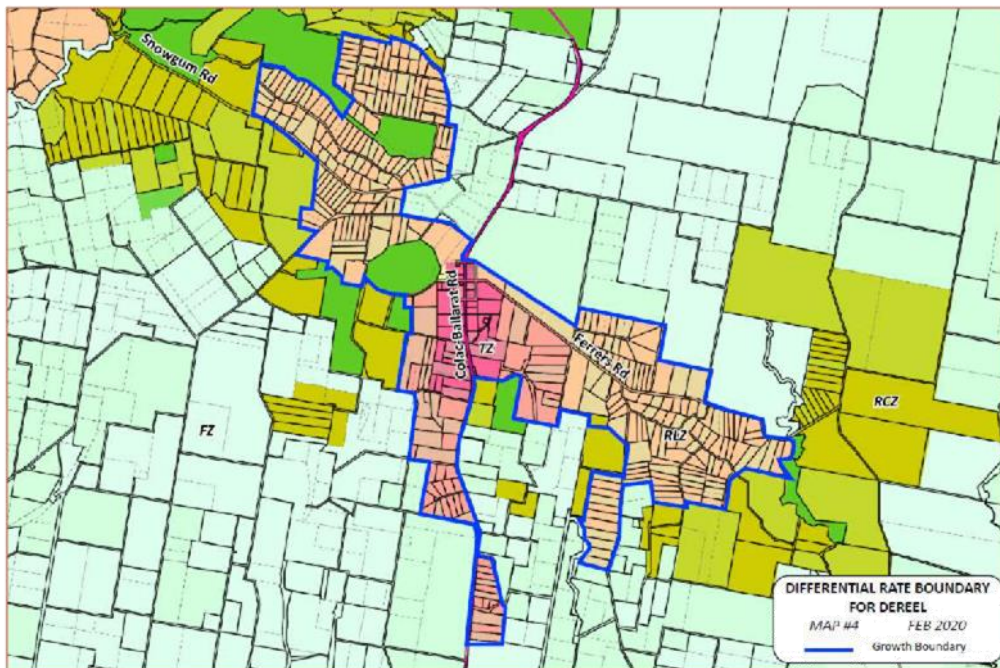 Snowgum Rd
Colac-Ballarat Rd
TZ
Ferrers Rd
RLZ
RCZ
FZ
DIFFERENTIAL RATE BOUNDARY
FOR DEREEL
MAP #4 FEB 2020
Growth Boundary